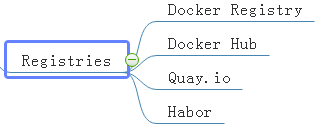 Docker Registry
Docker Hub
Registries
Quay.io
Habor